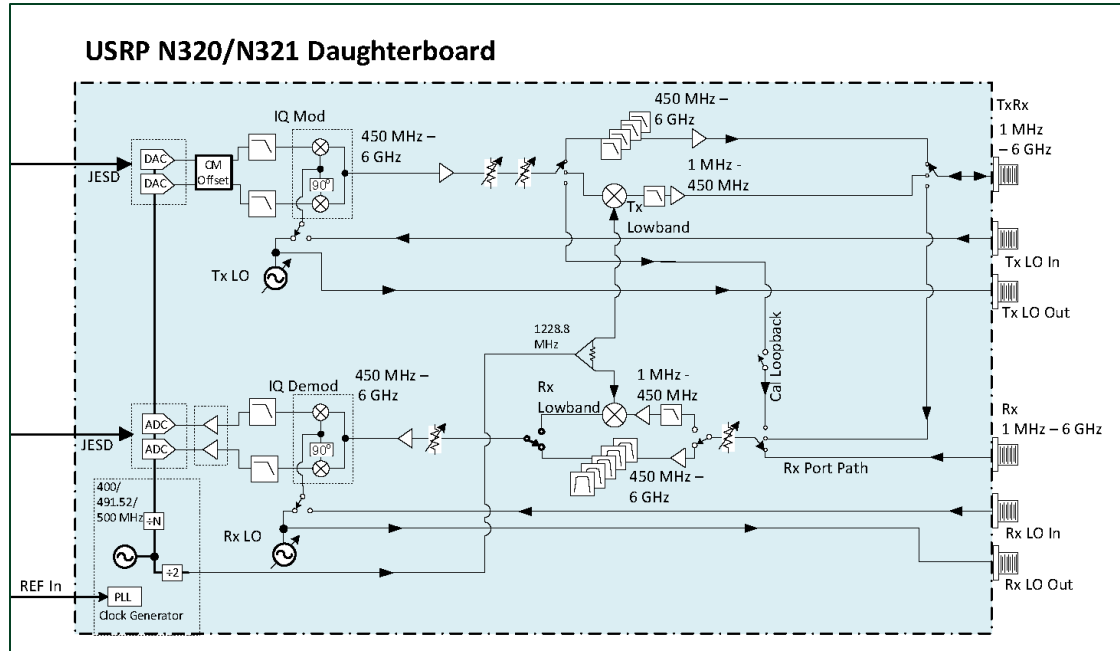 USRP N320/N321 Daughterboard
IQ Mod
450 MHz –
6 GHz
450 MHz –
6 GHz
TxRx
1 MHz
– 6 GHz
JESD
DAC
DAC
CM
Offset
90°
1 MHz -
450 MHz
Tx
Lowband
Tx LO
Tx LO In
Tx LO Out
1228.8
MHz
Cal Loopback
IQ Demod
450 MHz –
6 GHz
Rx
Lowband
1 MHz -
450 MHz
Rx
1 MHz – 6 GHz
JESD
ADC
ADC
90°
Rx Port Path
450 MHz –
6 GHz
400/
491.52/
500 MHz
÷N
Rx LO
Rx LO In
Rx LO Out
÷2
REF In
PLL
Clock Generator